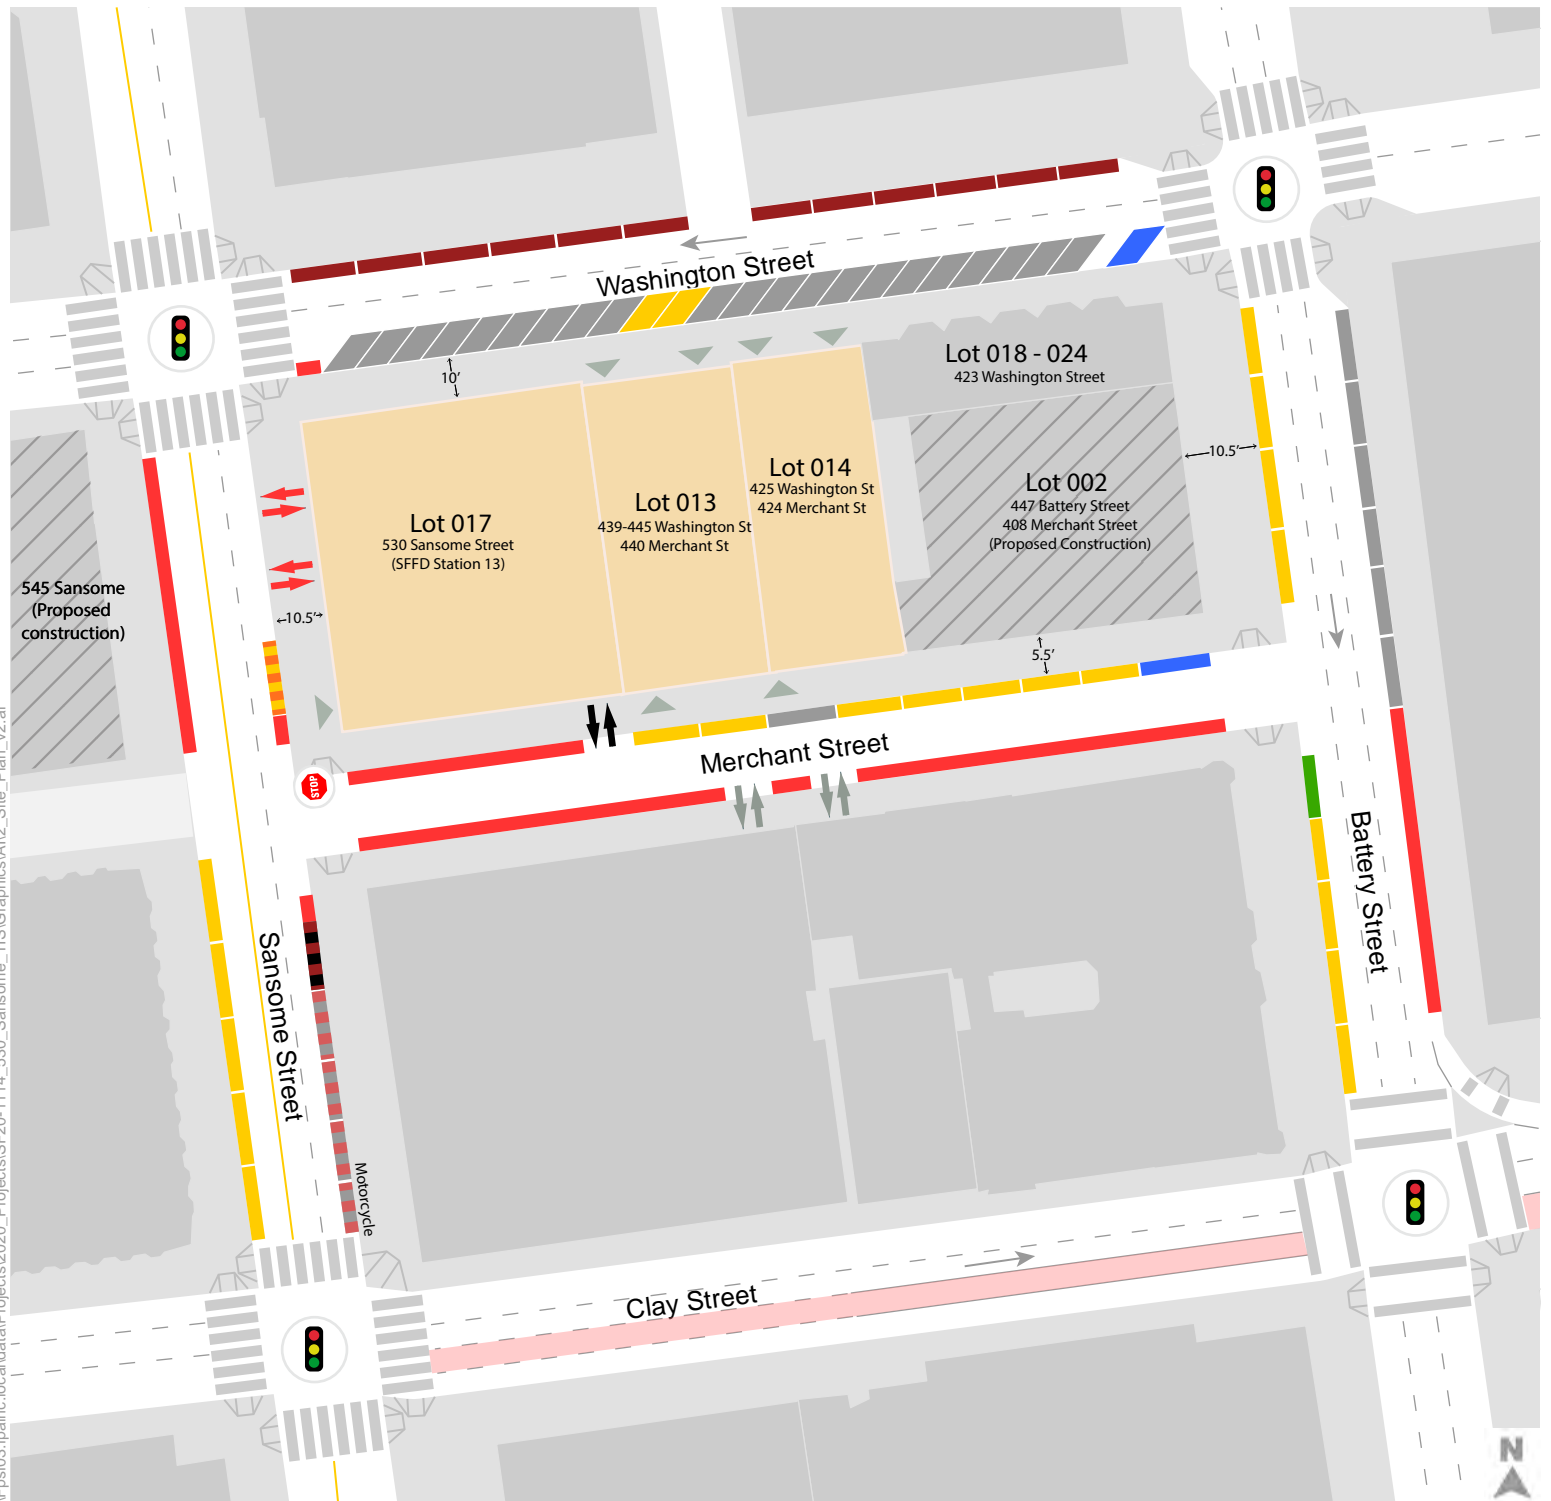 Washington Street
10'
Lot 018 - 024
423 Washington Street
10.5'
Lot 014
425 Washington St
424 Merchant St
Lot 002
447 Battery Street
408 Merchant Street
(Proposed Construction)
Lot 013
439-445 Washington St
440 Merchant St
Lot 017
530 Sansome Street
(SFFD Station 13)
545 Sansome
(Proposed
construction)
10.5'
5.5'
Merchant Street
STOP
Battery Street
Sansome Street
Motorcycle
Clay Street
N